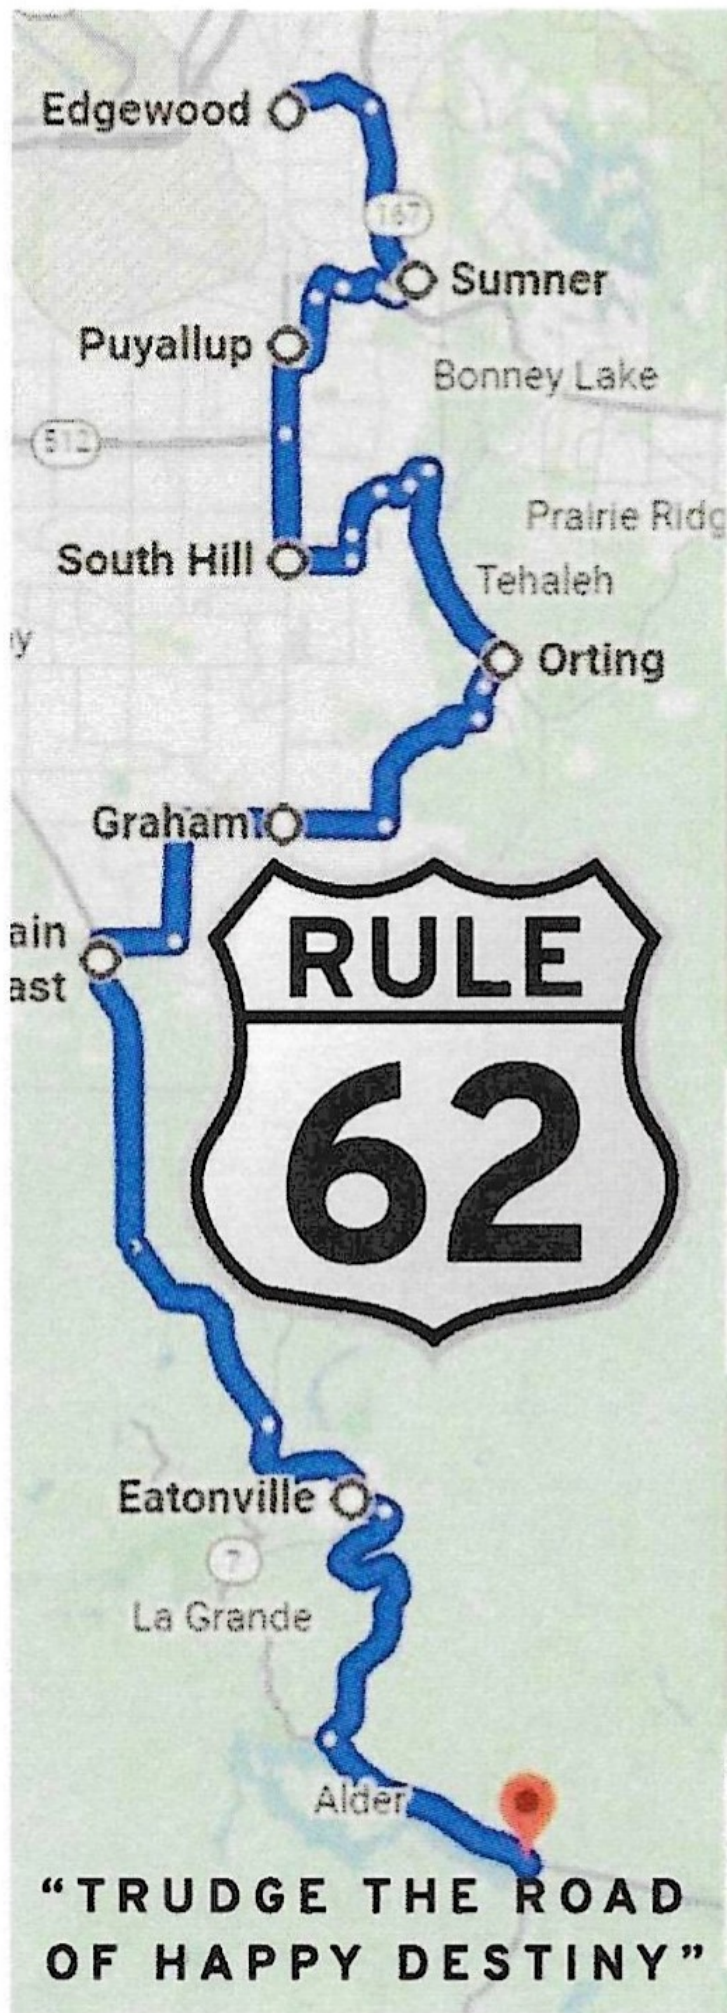 Edgewood
167
Sumner
Puyallup
Bonney Lake
512
Prairie Ridg
South Hill
Tehaleh
y
Orting
Graham
ain
ast
RULE
62
Eatonville
7
La Grande
Alder
“TRUDGE THE ROAD
OF HAPPY DESTINY”